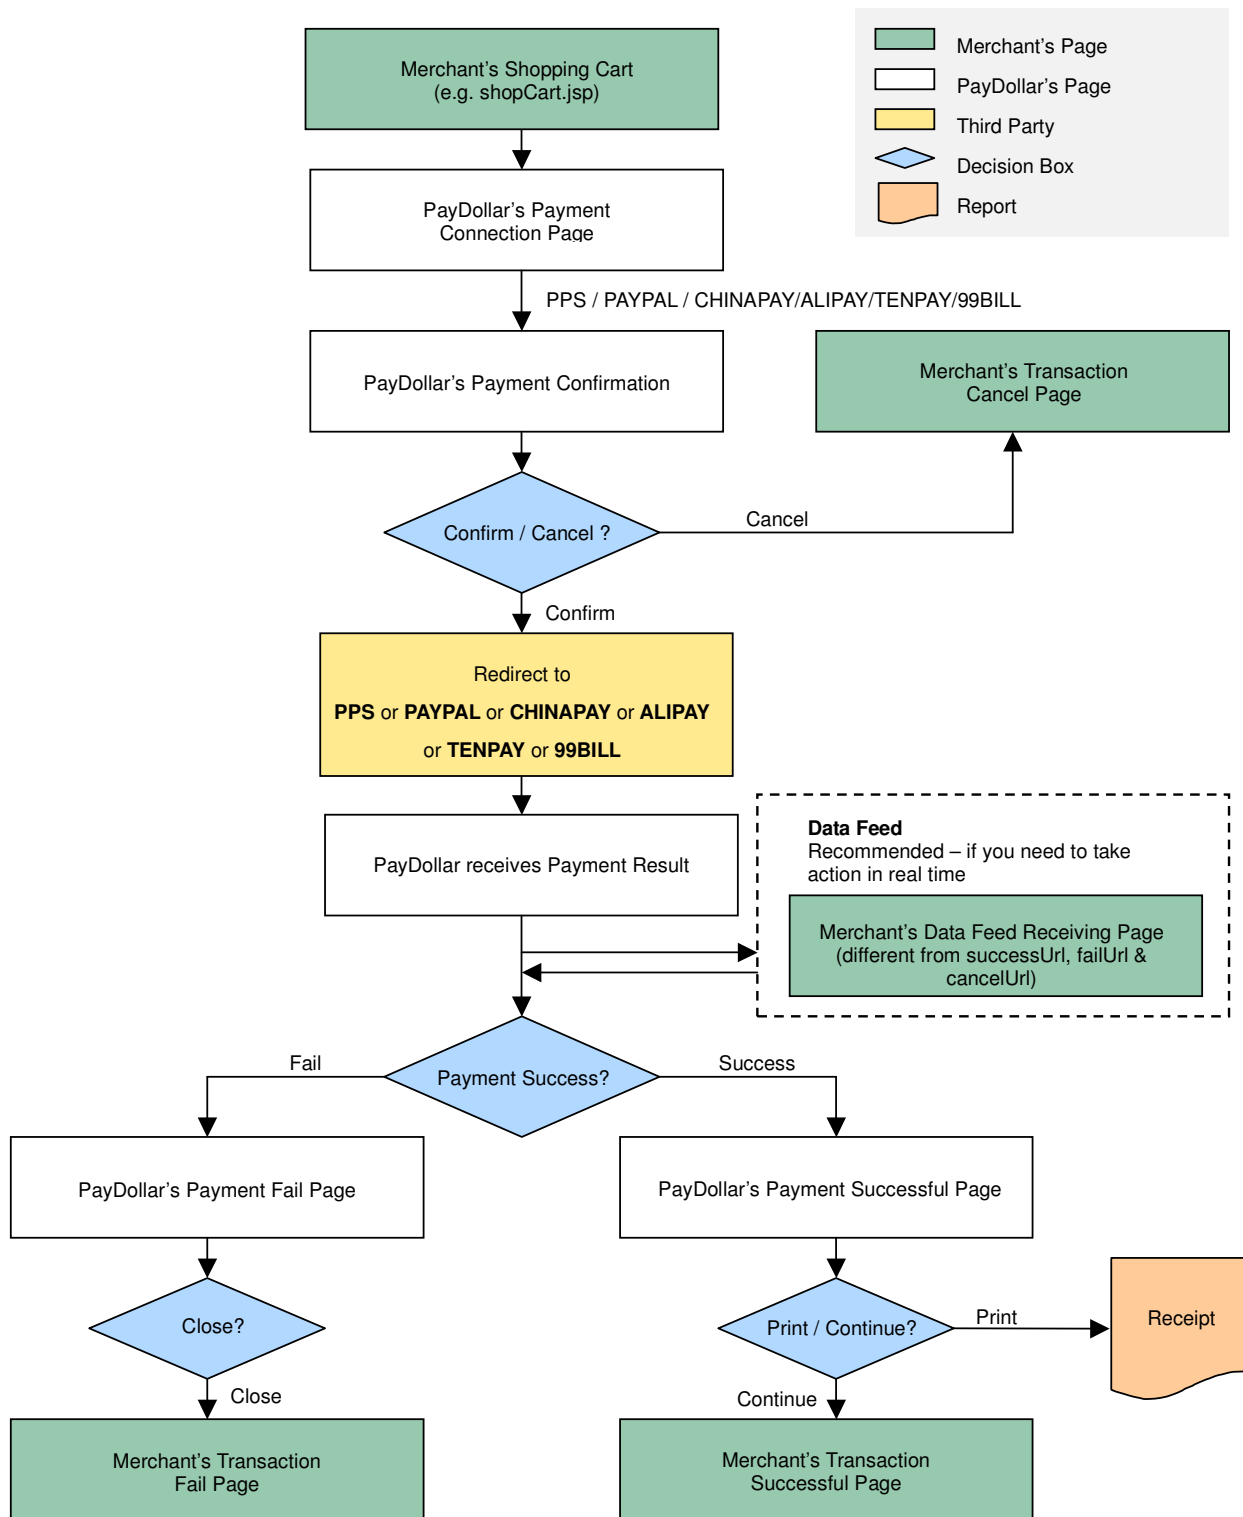 Merchant's Shopping Cart
(e.g. shopCart.jsp)
Merchant's Page
PayDollar's Page
Third Party
Decision Box
Report
PayDollar's Payment
Connection Page
PPS / PAYPAL / CHINAPAY/ALIPAY/TENPAY/99BILL
PayDollar's Payment Confirmation
Merchant's Transaction
Cancel Page
Confirm / Cancel ?
Cancel
Confirm
Redirect to
PPS or PAYPAL or CHINAPAY or ALIPAY
or TENPAY or 99BILL
PayDollar receives Payment Result
Data Feed
Recommended – if you need to take
action in real time
Merchant's Data Feed Receiving Page
(different from successUrl, failUrl &
cancelUrl)
Fail
Payment Success?
Success
PayDollar's Payment Fail Page
PayDollar's Payment Successful Page
Close?
Print / Continue?
Print
Receipt
Close
Continue
Merchant's Transaction
Fail Page
Merchant's Transaction
Successful Page